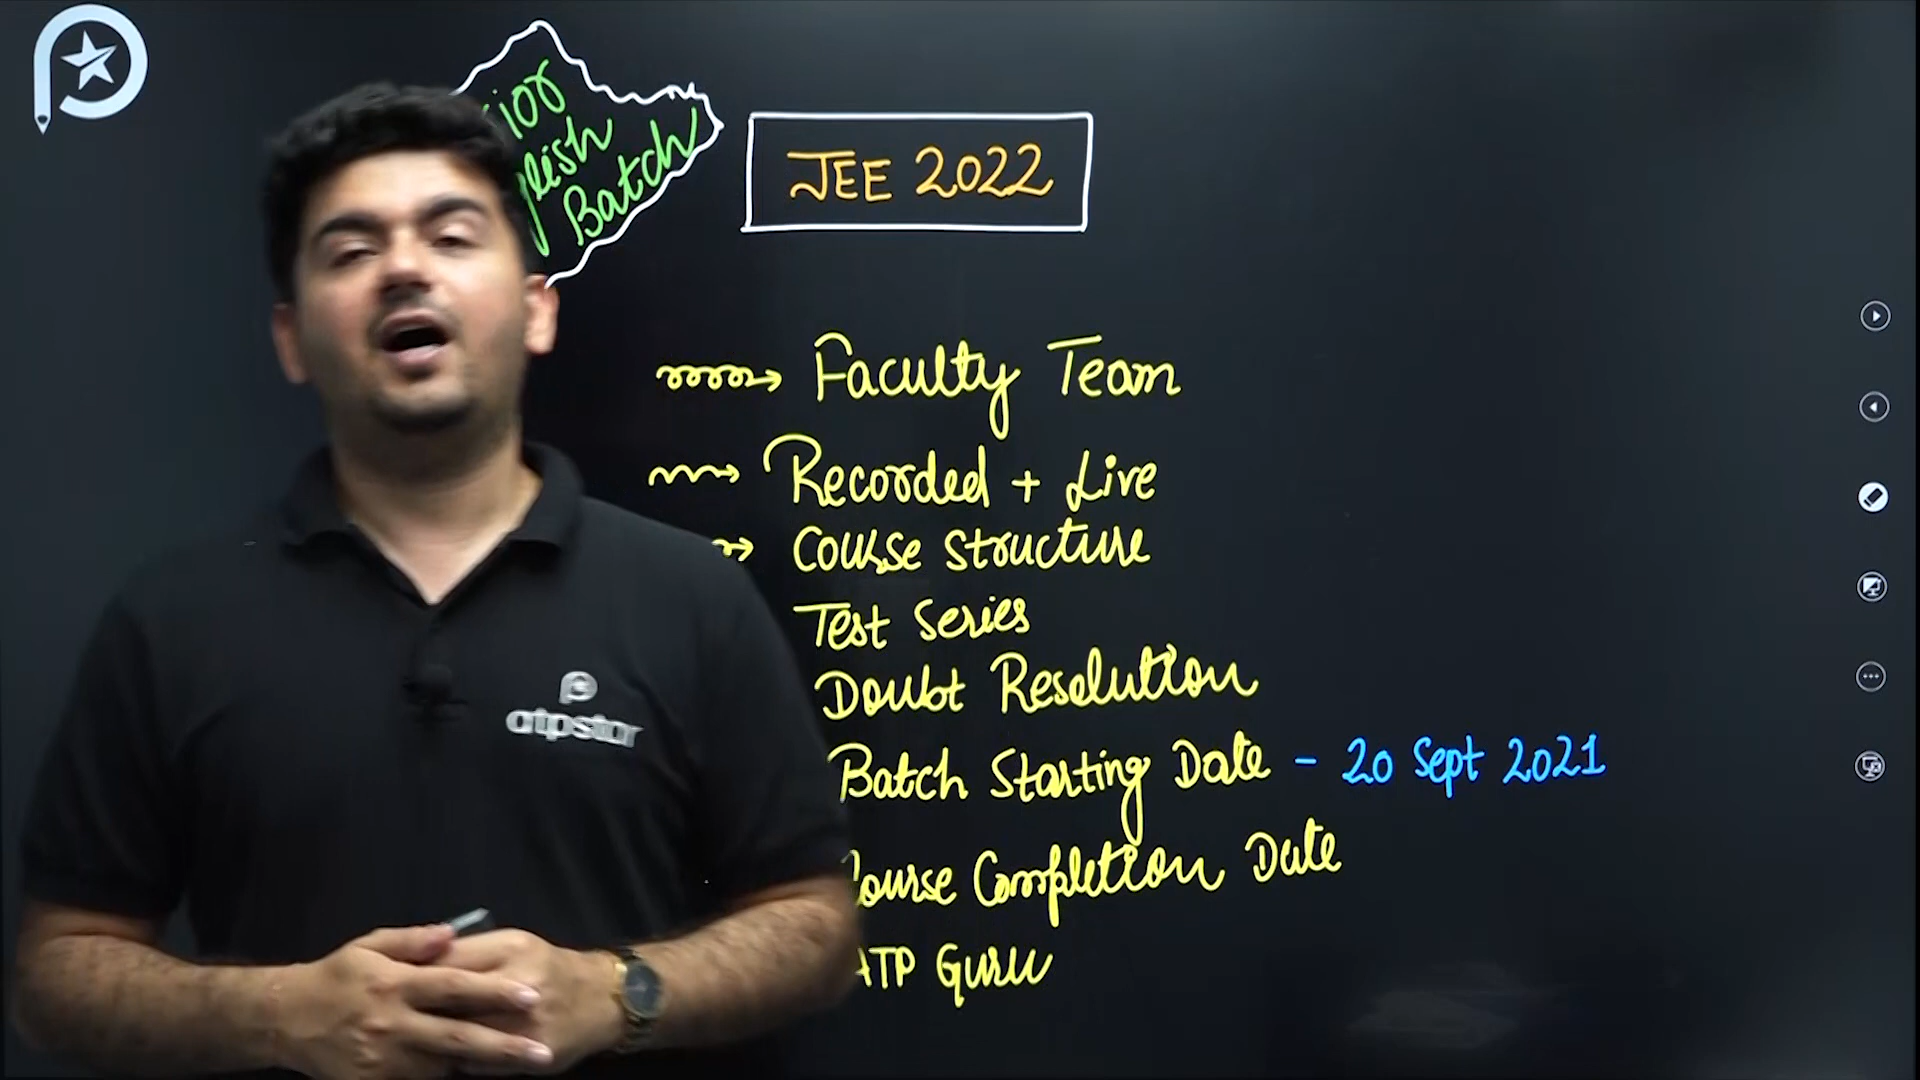 Batch
JEE 2022
Faculty Team
Recorded + Live
Course Structure
Test Series
Doubt Resolution
Batch Starting Date - 20 Sept 2021
Course Completion Date
ATP Guru
atpstar